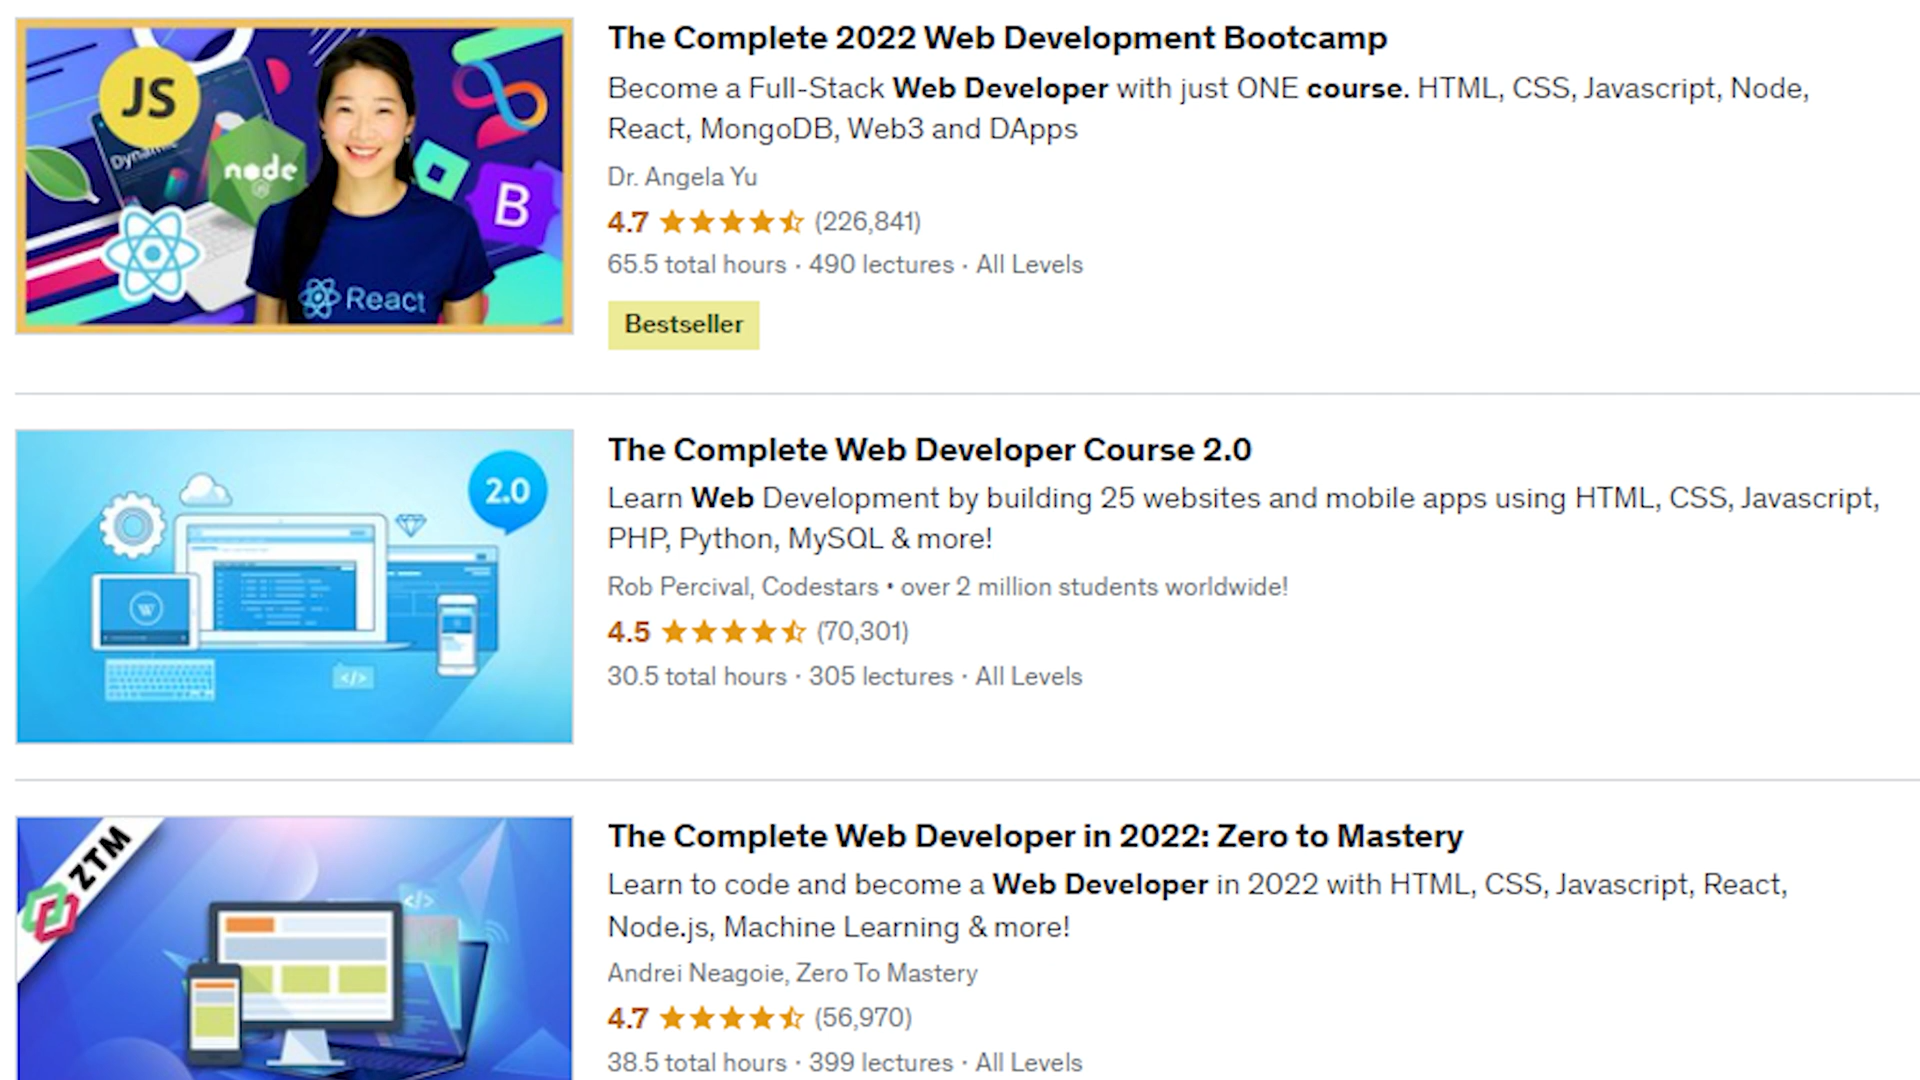 JS
Dynamic
node
JS
B
React
The Complete 2022 Web Development Bootcamp
Become a Full-Stack Web Developer with just ONE course. HTML, CSS, Javascript, Node,
React, MongoDB, Web3 and DApps
Dr. Angela Yu
4.7 (226,841)
65.5 total hours · 490 lectures · All Levels
Bestseller
2.0
W
</>
The Complete Web Developer Course 2.0
Learn Web Development by building 25 websites and mobile apps using HTML, CSS, Javascript,
PHP, Python, MySQL & more!
Rob Percival, Codestars • over 2 million students worldwide!
4.5 (70,301)
30.5 total hours · 305 lectures · All Levels
ZTM
</>
The Complete Web Developer in 2022: Zero to Mastery
Learn to code and become a Web Developer in 2022 with HTML, CSS, Javascript, React,
Node.js, Machine Learning & more!
Andrei Neagoie, Zero To Mastery
4.7 (56,970)
38.5 total hours · 399 lectures · All Levels